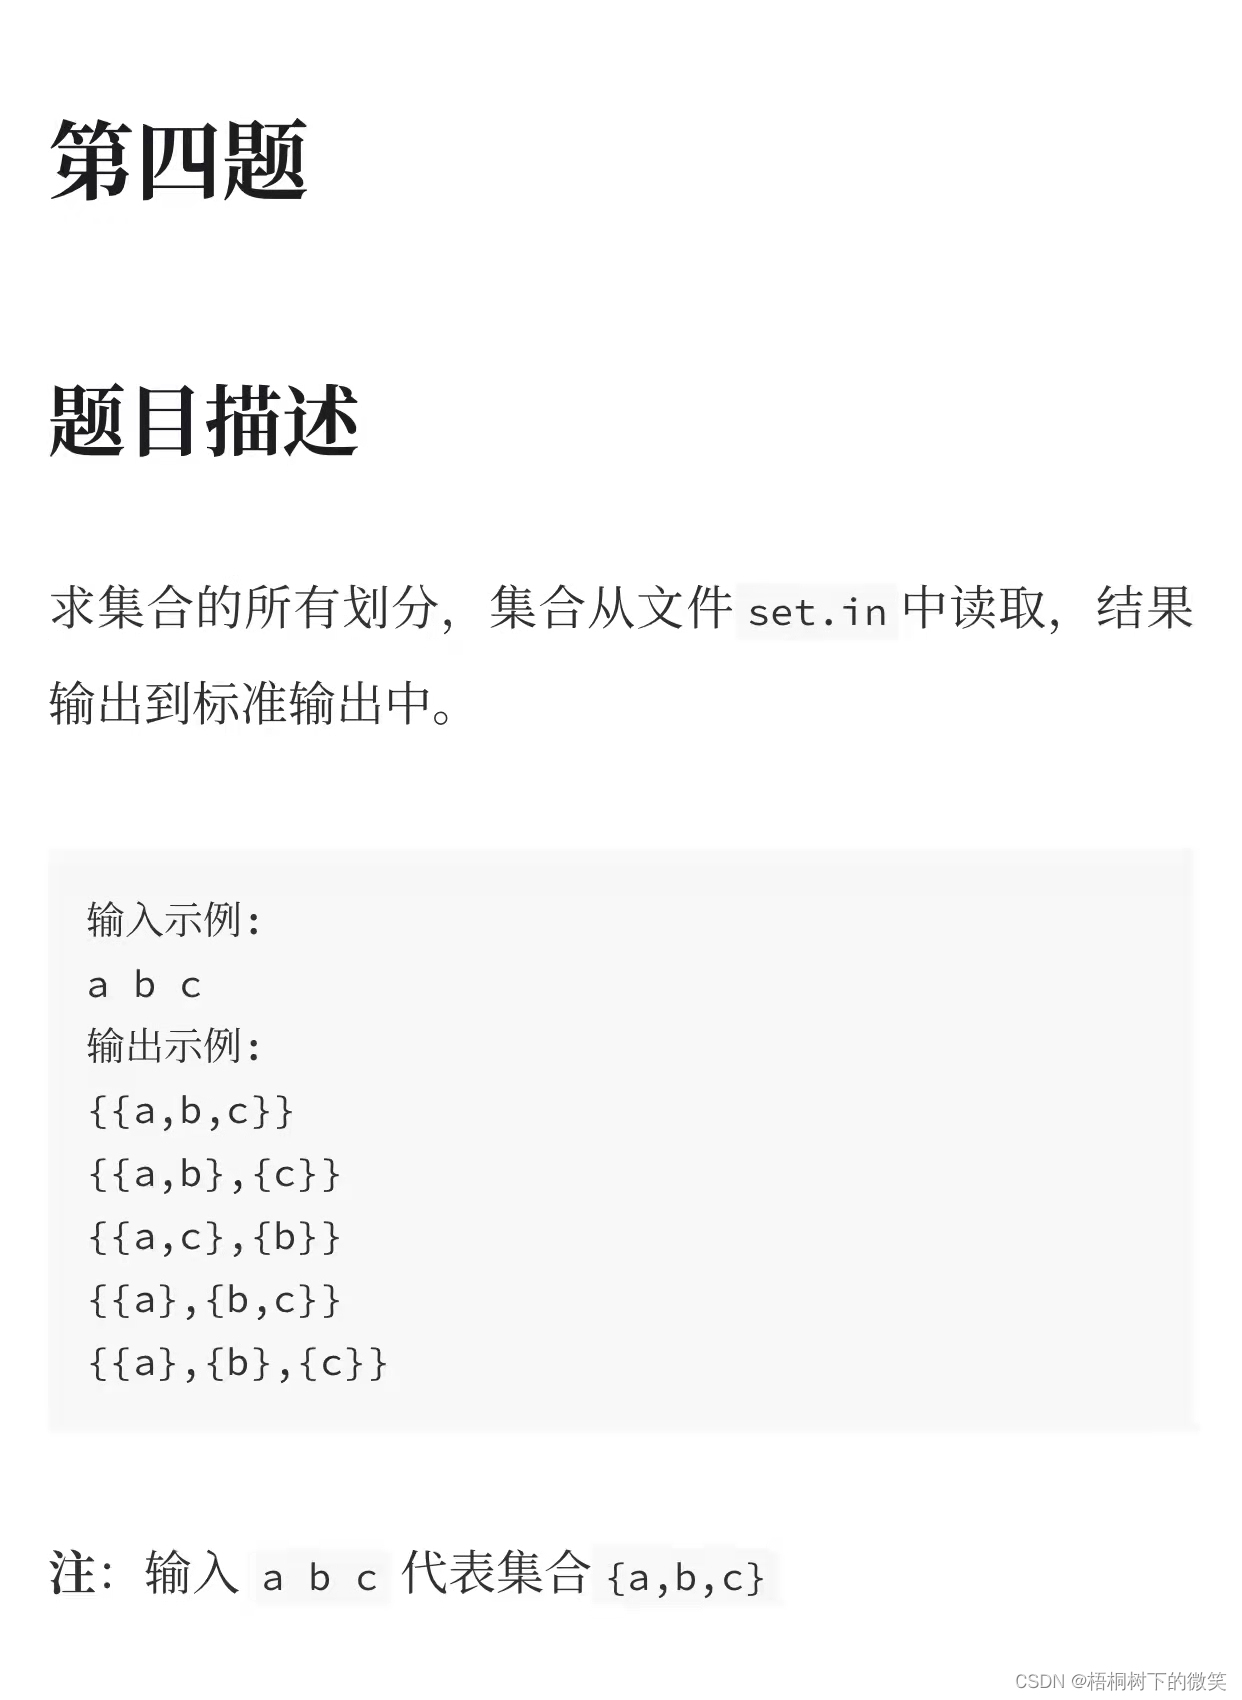 第四题
题目描述
求集合的所有划分，集合从文件 set.in 中读取，结果
输出到标准输出中。
输入示例:
a b c
输出示例:
{{a,b,c}}
{{a,b},{c}}
{{a,c},{b}}
{{a},{b,c}}
{{a},{b},{c}}
注：输入 a b c 代表集合 {a,b,c}
CSDN @梧桐树下的微笑